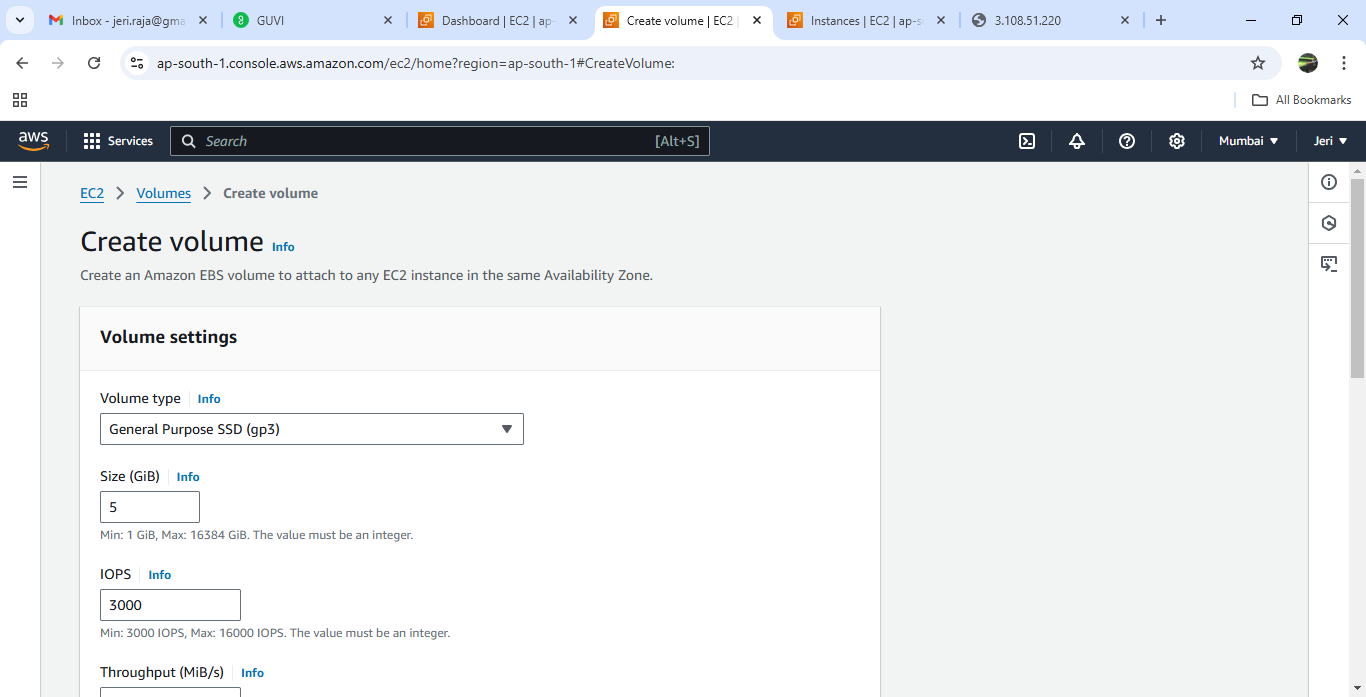 Inbox - jeri.raja@gma
GUVI
Dashboard | EC2 | ap-
Create volume | EC2 |
Instances | EC2 | ap-s
3.108.51.220
ap-south-1.console.aws.amazon.com/ec2/home?region=ap-south-1#CreateVolume:
All Bookmarks
aws
Services
Search
[Alt+S]
Mumbai
Jeri
EC2 > Volumes > Create volume
Create volume Info
Create an Amazon EBS volume to attach to any EC2 instance in the same Availability Zone.
Volume settings
Volume type Info
General Purpose SSD (gp3)
Size (GiB) Info
5
Min: 1 GiB, Max: 16384 GiB. The value must be an integer.
IOPS Info
3000
Min: 3000 IOPS, Max: 16000 IOPS. The value must be an integer.
Throughput (MiB/s) Info